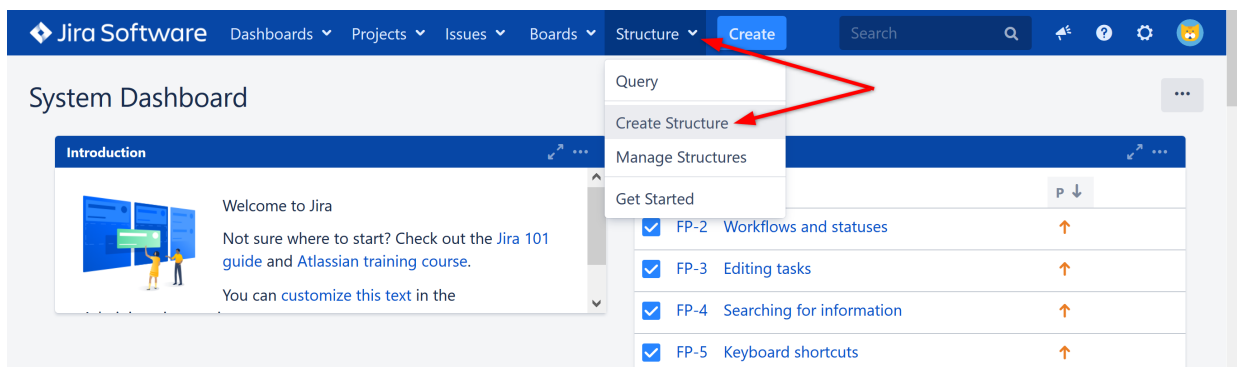 Jira Software Dashboards Projects Issues Boards Structure Create Search
System Dashboard
Query
Create Structure
Manage Structures
Get Started
Introduction
Welcome to Jira
Not sure where to start? Check out the Jira 101
guide and Atlassian training course.
You can customize this text in the
P
FP-2 Workflows and statuses
FP-3 Editing tasks
FP-4 Searching for information
FP-5 Keyboard shortcuts